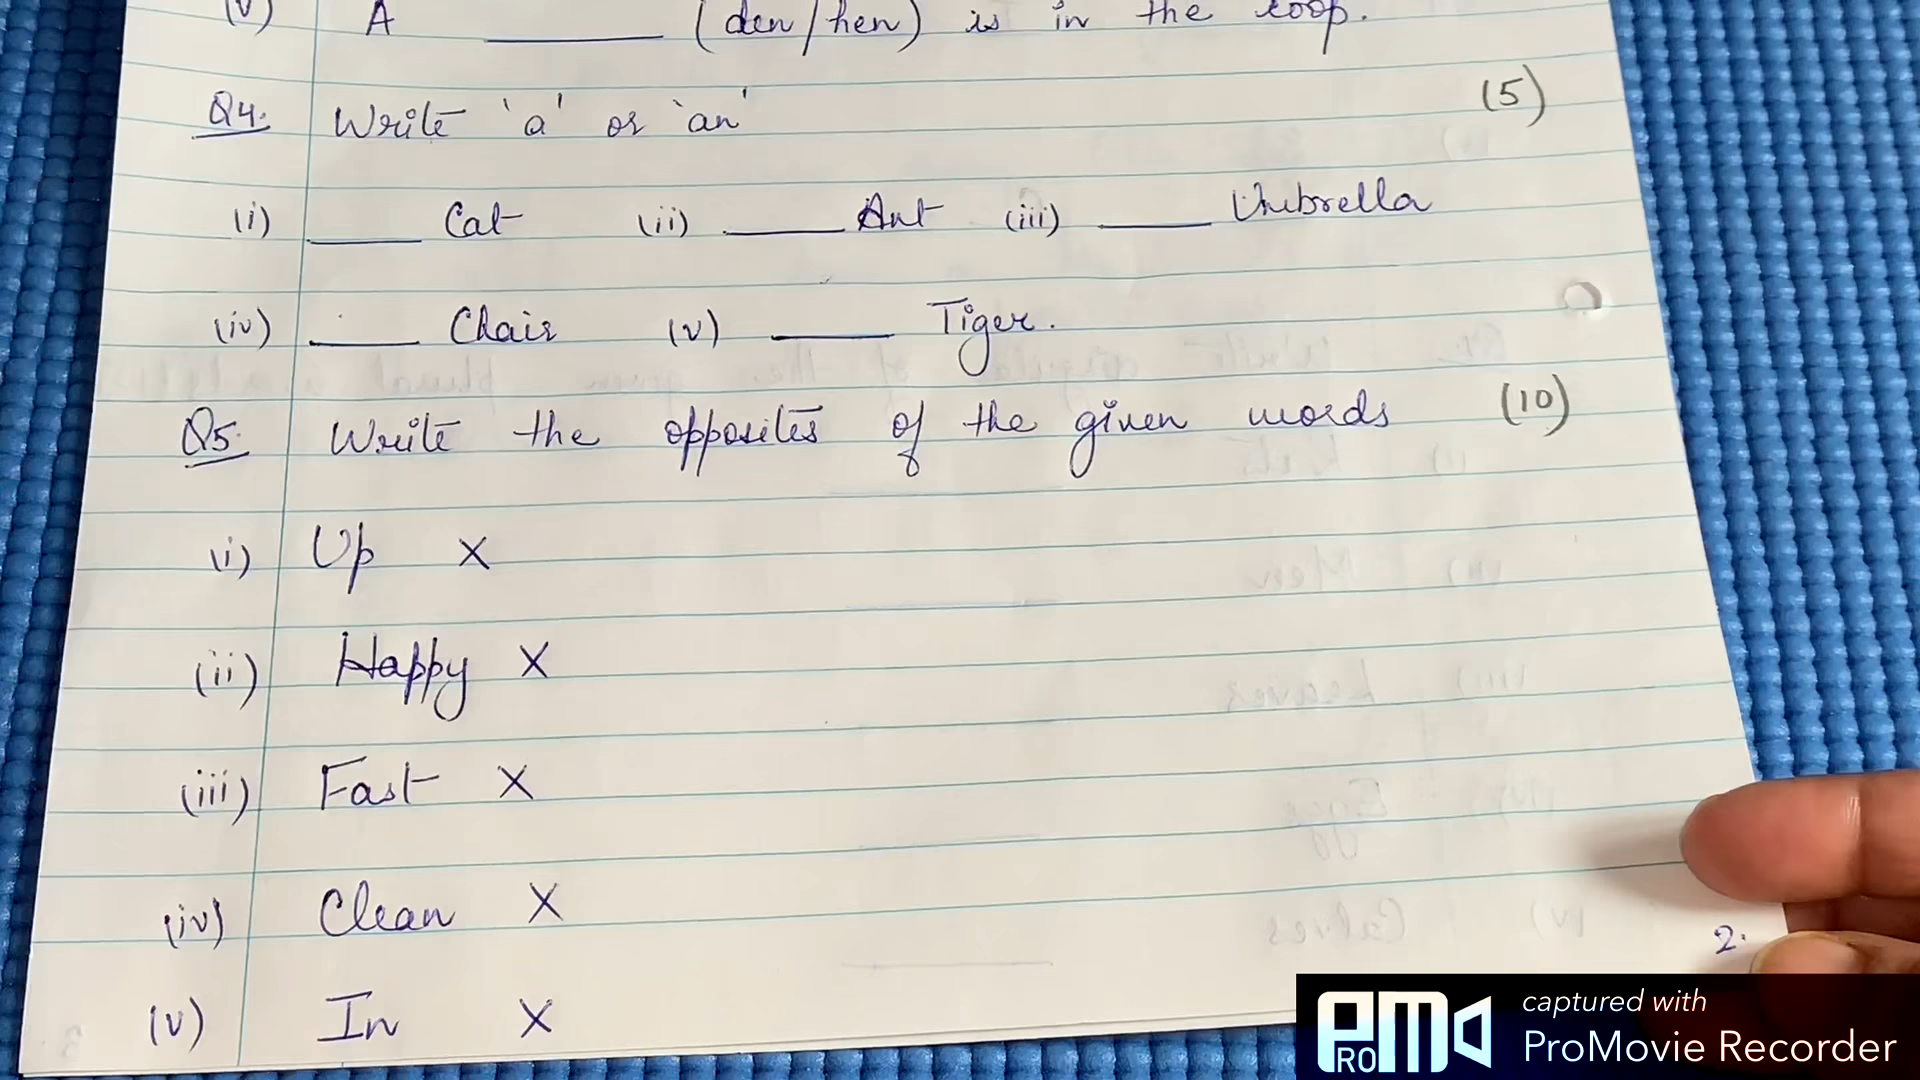 (v) A ______ (den/hen) is in the coop.
Q4. Write 'a' or 'an' (5)
(i) ____ Cat (ii) ____ Ant (iii) ____ Umbrella
(iv) ____ Chair (v) ____ Tiger.
Q5. Write the opposites of the given words (10)
(i) Up X
(ii) Happy X
(iii) Fast X
(iv) Clean X
(v) In X
2.
PROM
captured with
ProMovie Recorder